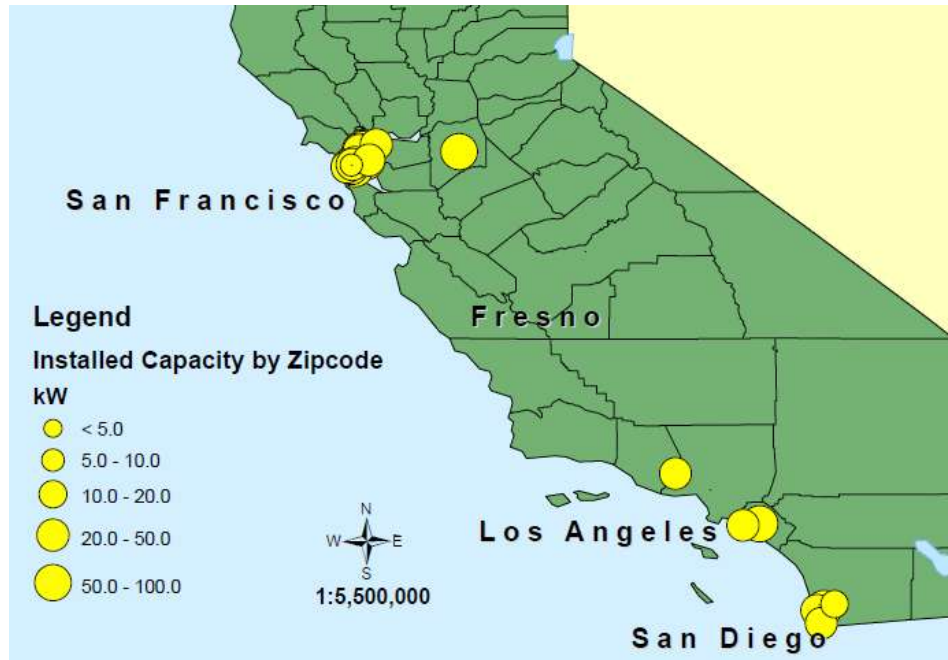 San Francisco
Fresno
Legend
Installed Capacity by Zipcode
kW
< 5.0
5.0 - 10.0
10.0 - 20.0
20.0 - 50.0
50.0 - 100.0
N
W E
S
1:5,500,000
Los Angeles
San Diego